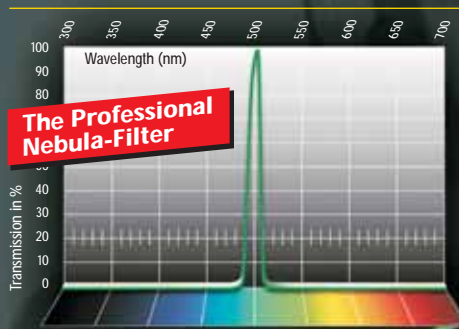 300 350 400 450 500 550 600 650 700
Wavelength (nm)
100
90
80
The Professional
Nebula-Filter
50
40
30
20
10
0
Transmission in %